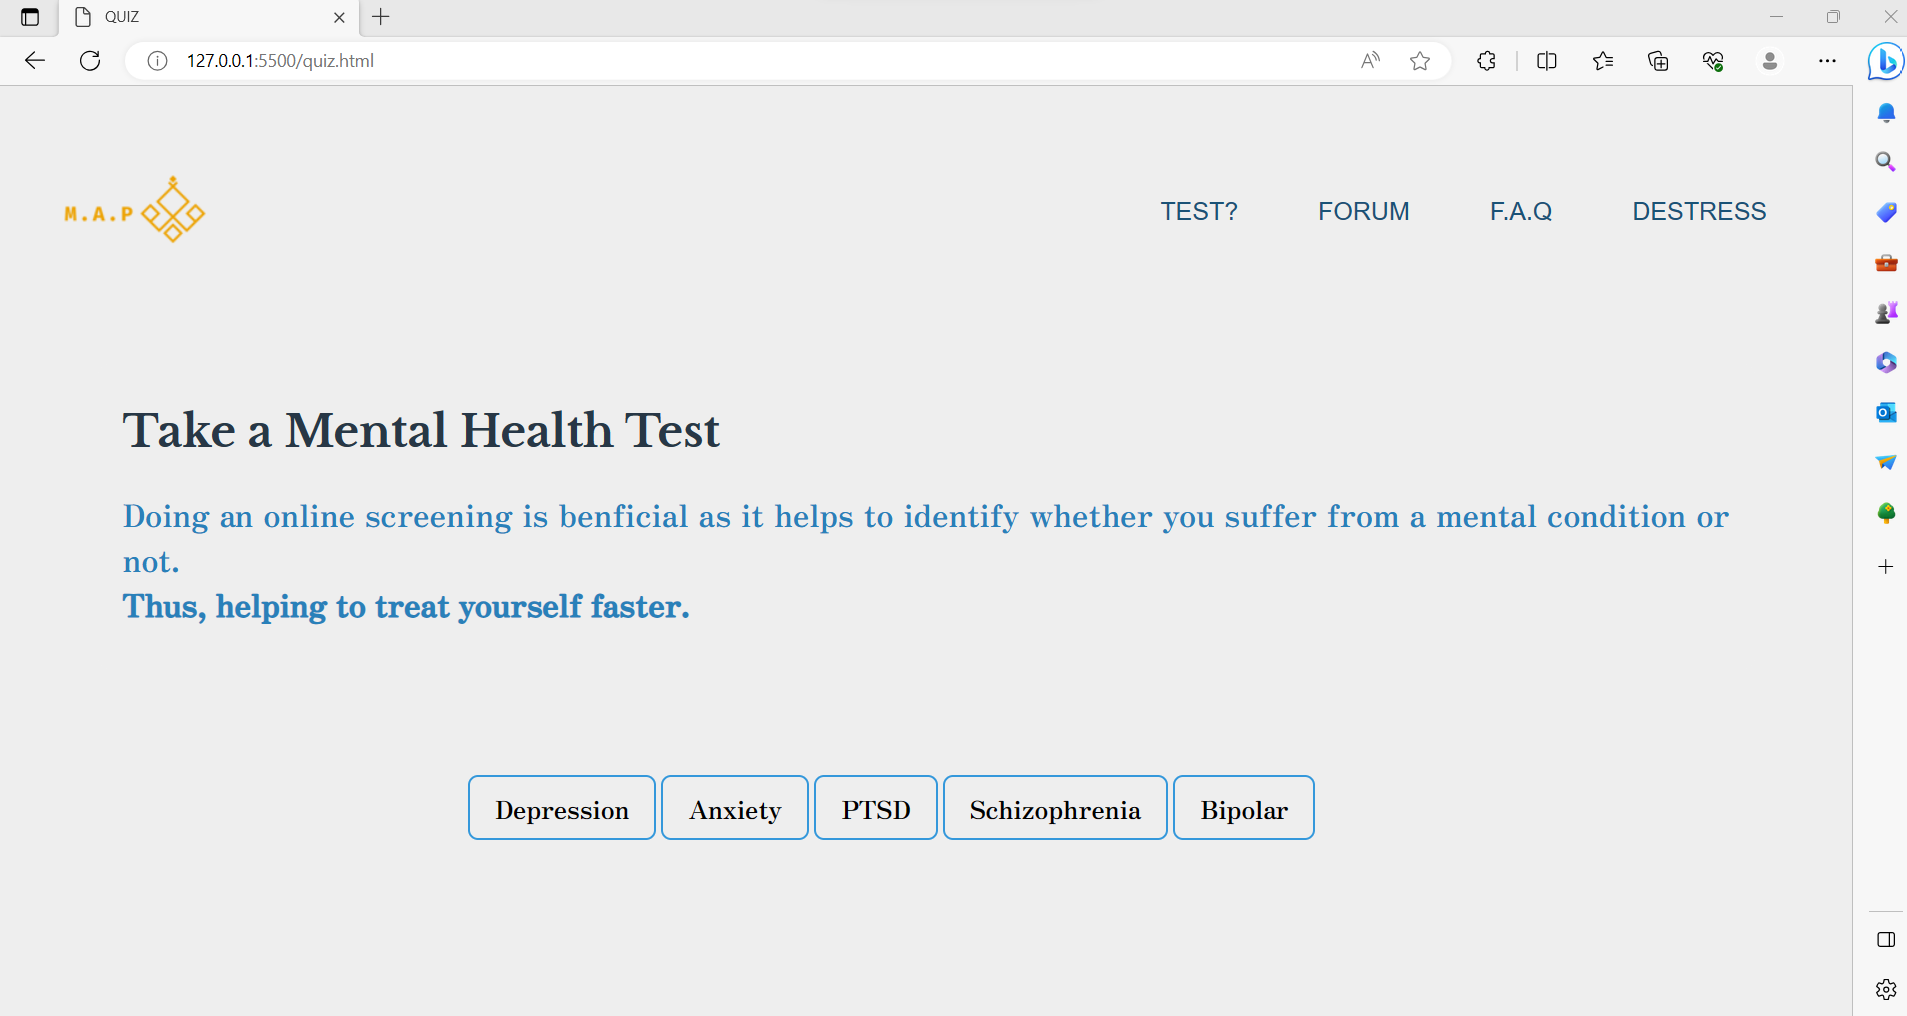 QUIZ
127.0.0.1:5500/quiz.html
M.A.P
TEST? FORUM F.A.Q DESTRESS
Take a Mental Health Test
Doing an online screening is benficial as it helps to identify whether you suffer from a mental condition or
not.
Thus, helping to treat yourself faster.
Depression Anxiety PTSD Schizophrenia Bipolar